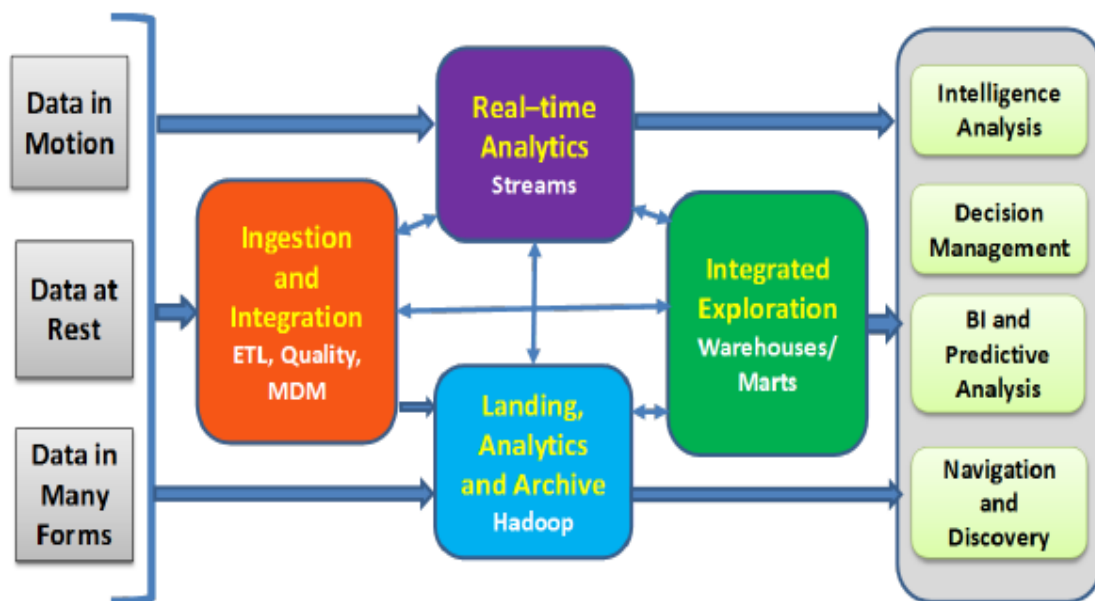 Data in
Motion
Data at
Rest
Data in
Many
Forms
Ingestion
and
Integration
ETL, Quality,
MDM
Real–time
Analytics
Streams
Landing,
Analytics
and Archive
Hadoop
Integrated
Exploration
Warehouses/
Marts
Intelligence
Analysis
Decision
Management
BI and
Predictive
Analysis
Navigation
and
Discovery